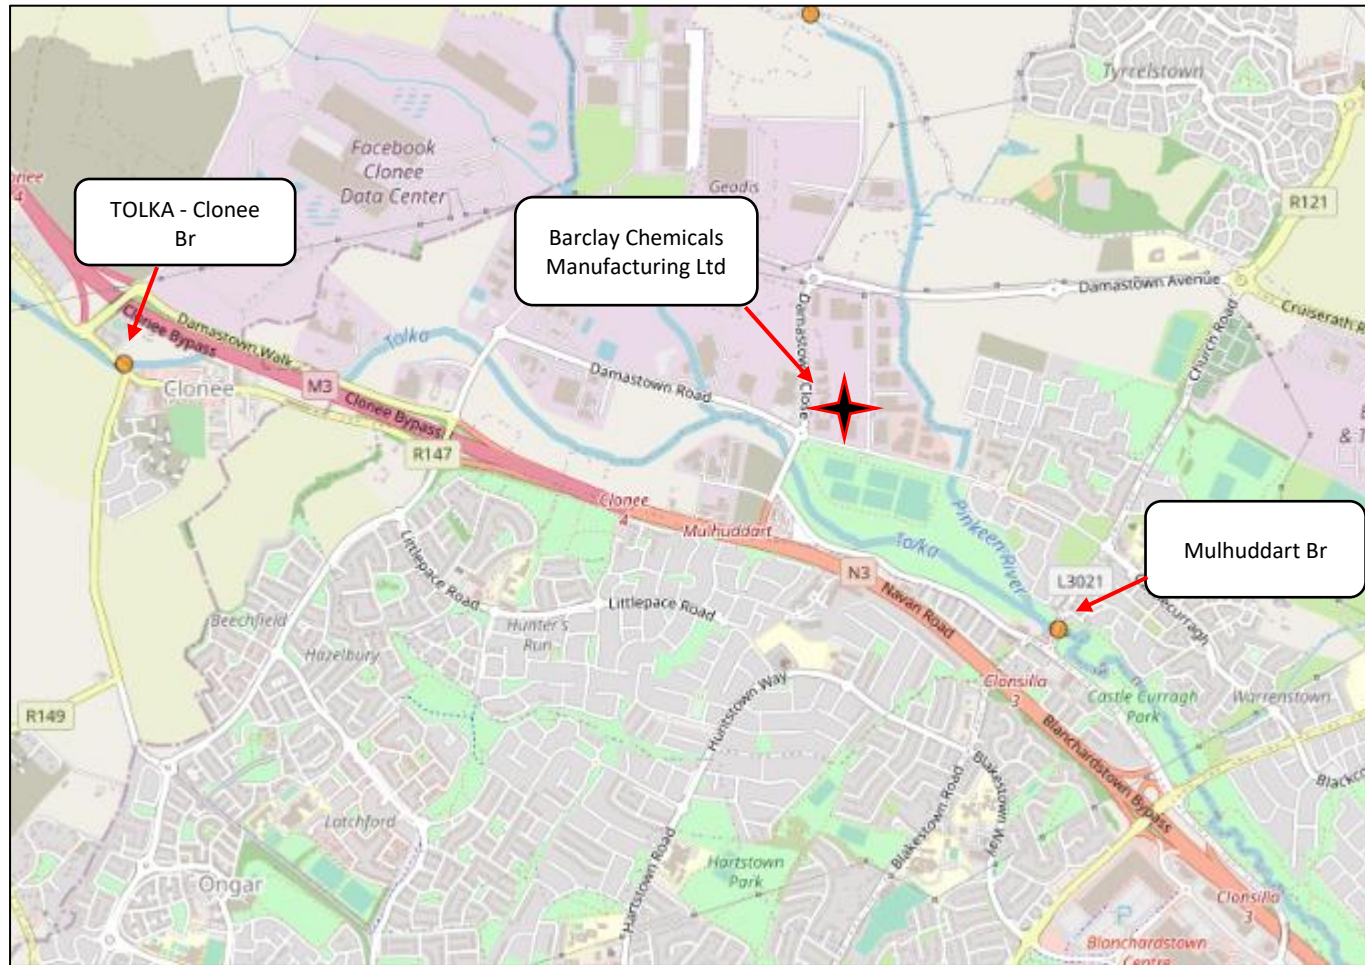 Tyrrelstown
Facebook
Clonee
Data Center
Geodis
R121
TOLKA - Clonee
Br
Barclay Chemicals
Manufacturing Ltd
4
Damastown Avenue
Cruiserath R
Church Road
Clonee Bypass
Damastown Walk
Tolka
Damastown Close
Clonee
M3
Damastown Road
Clonee Bypass
R147
Clonee
4
Mulhuddart
Pinkeen River
Tolka
Mulhuddart Br
N3
L3021
Navan Road
Littlepace Road
Littlepace Road
Hunter's
Run
Beechfield
Hazelbury
ecurragh
Clonsilla
3
Castle Curragh
Park
Warrenstown
R149
Huntstown Way
Blanchardstown Bypass
Blakestown Road
Blakestown Way
Blackco
Latchford
Hartstown Road
Hartstown
Park
Ongar
Clonsilla
3
P
Blanchardstown
Centre